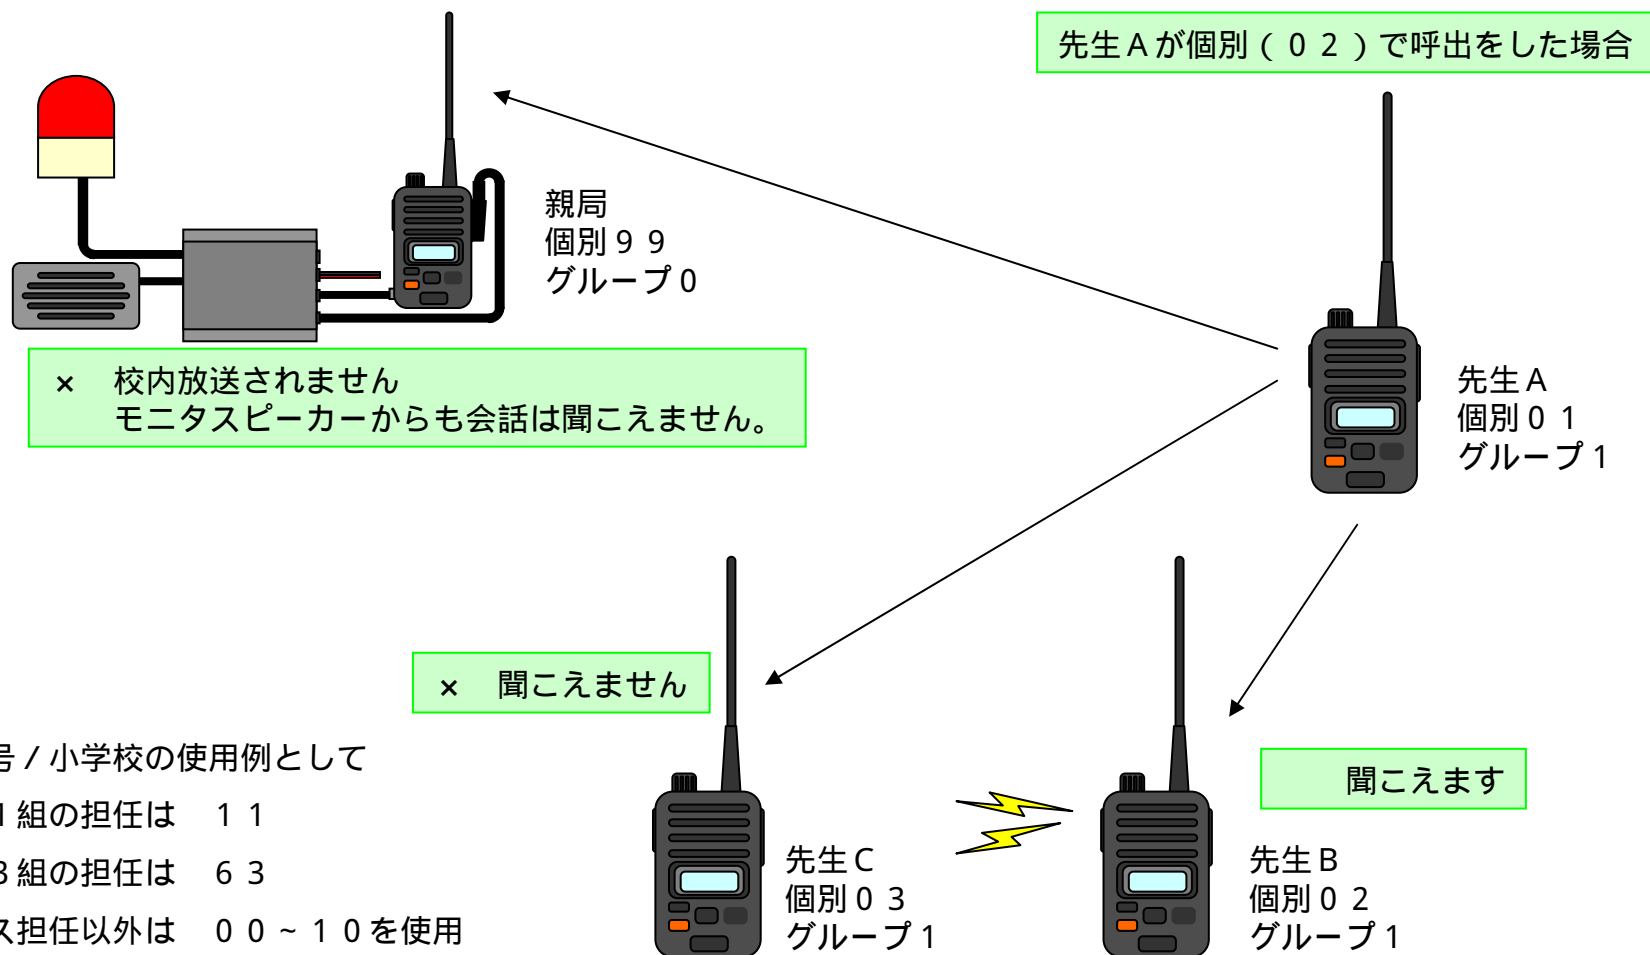 先生Aが個別（０２）で呼出をした場合
親局
個別９９
グループ０
×　校内放送されません
モニタスピーカーからも会話は聞こえません。
先生A
個別０１
グループ１
×　聞こえません
聞こえます
先生C
個別０３
グループ１
先生B
個別０２
グループ１
号／小学校の使用例として
組の担任は　１１
３組の担任は　６３
ス担任以外は　００～１０を使用